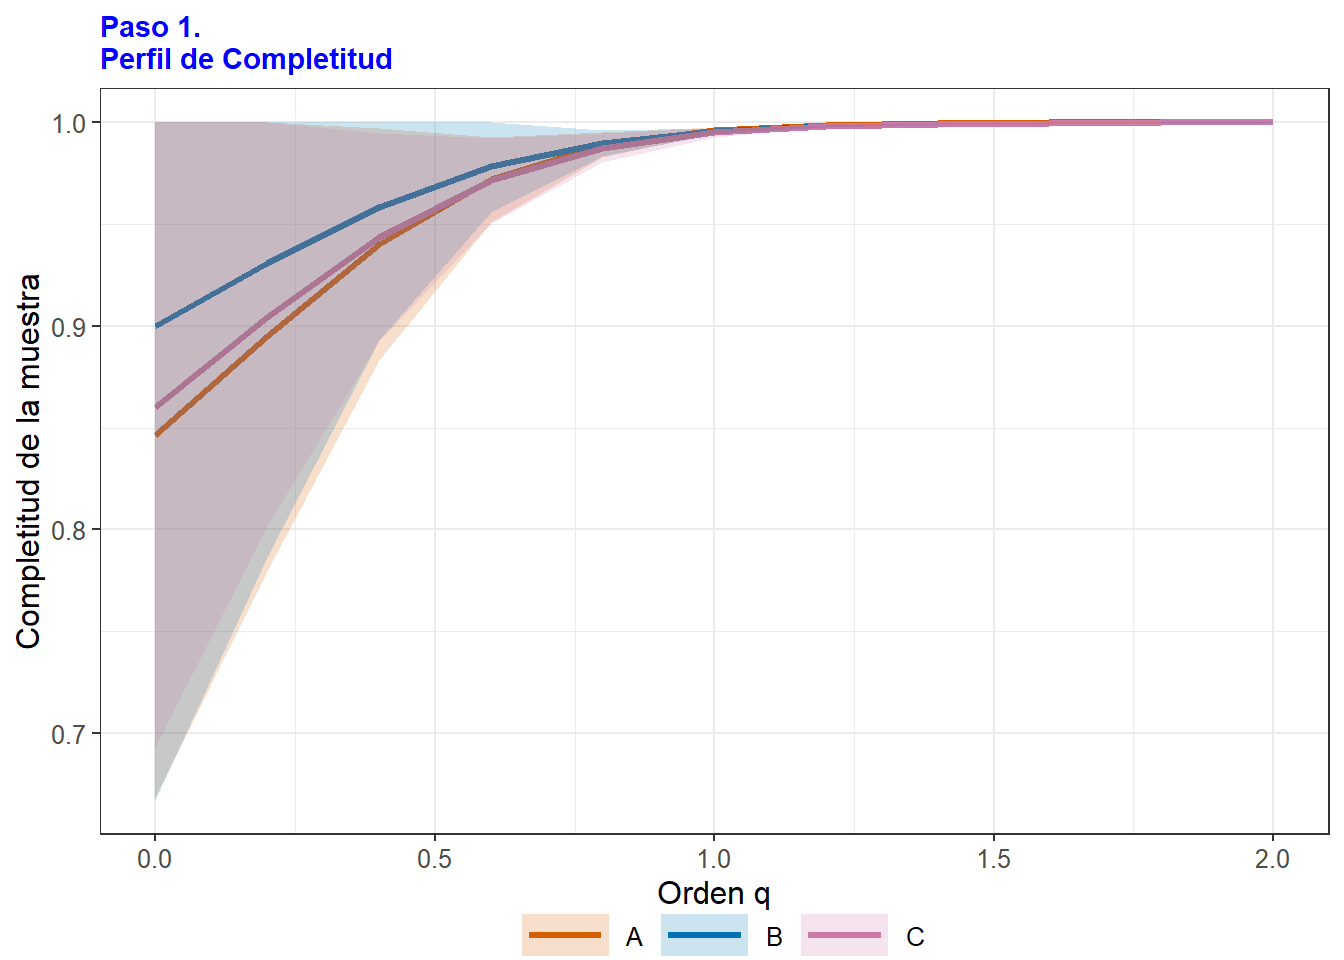 Paso 1.
Perfil de Completitud
Completitud de la muestra
1.0
0.9
0.8
0.7
0.0 0.5 1.0 1.5 2.0
Orden q
A B C